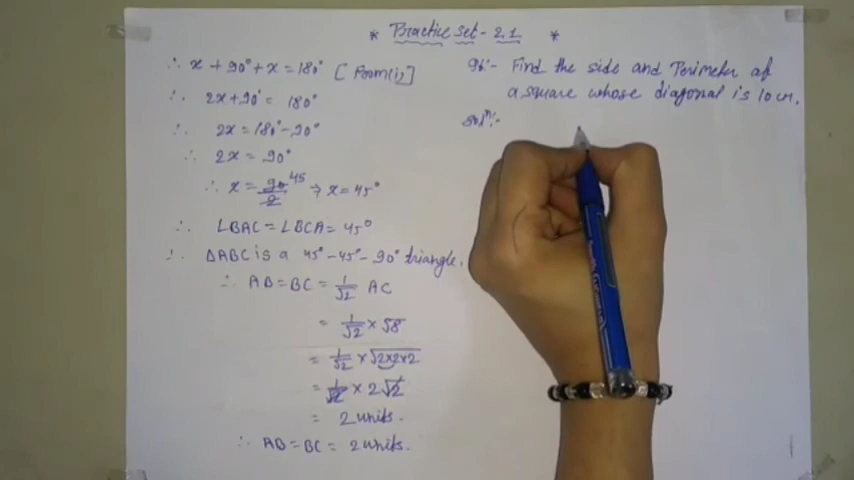 * Practice set - 2.1 *
∴ x + 90° + x = 180° [From (i)]
∴ 2x + 90° = 180°
∴ 2x = 180° - 90°
∴ 2x = 90°
∴ x = 90/2 45 ⇒ x = 45°
∴ ∠BAC = ∠BCA = 45°
∴ △ABC is a 45° - 45° - 90° triangle.
∴ AB = BC = 1/√2 AC
= 1/√2 × √8
= 1/√2 × √2×2×2
= 1/√2 × 2√2
= 2 units.
∴ AB = BC = 2 units.
Find the side and Perimeter of
a square whose diagonal is 10 cm.
Solⁿ:-